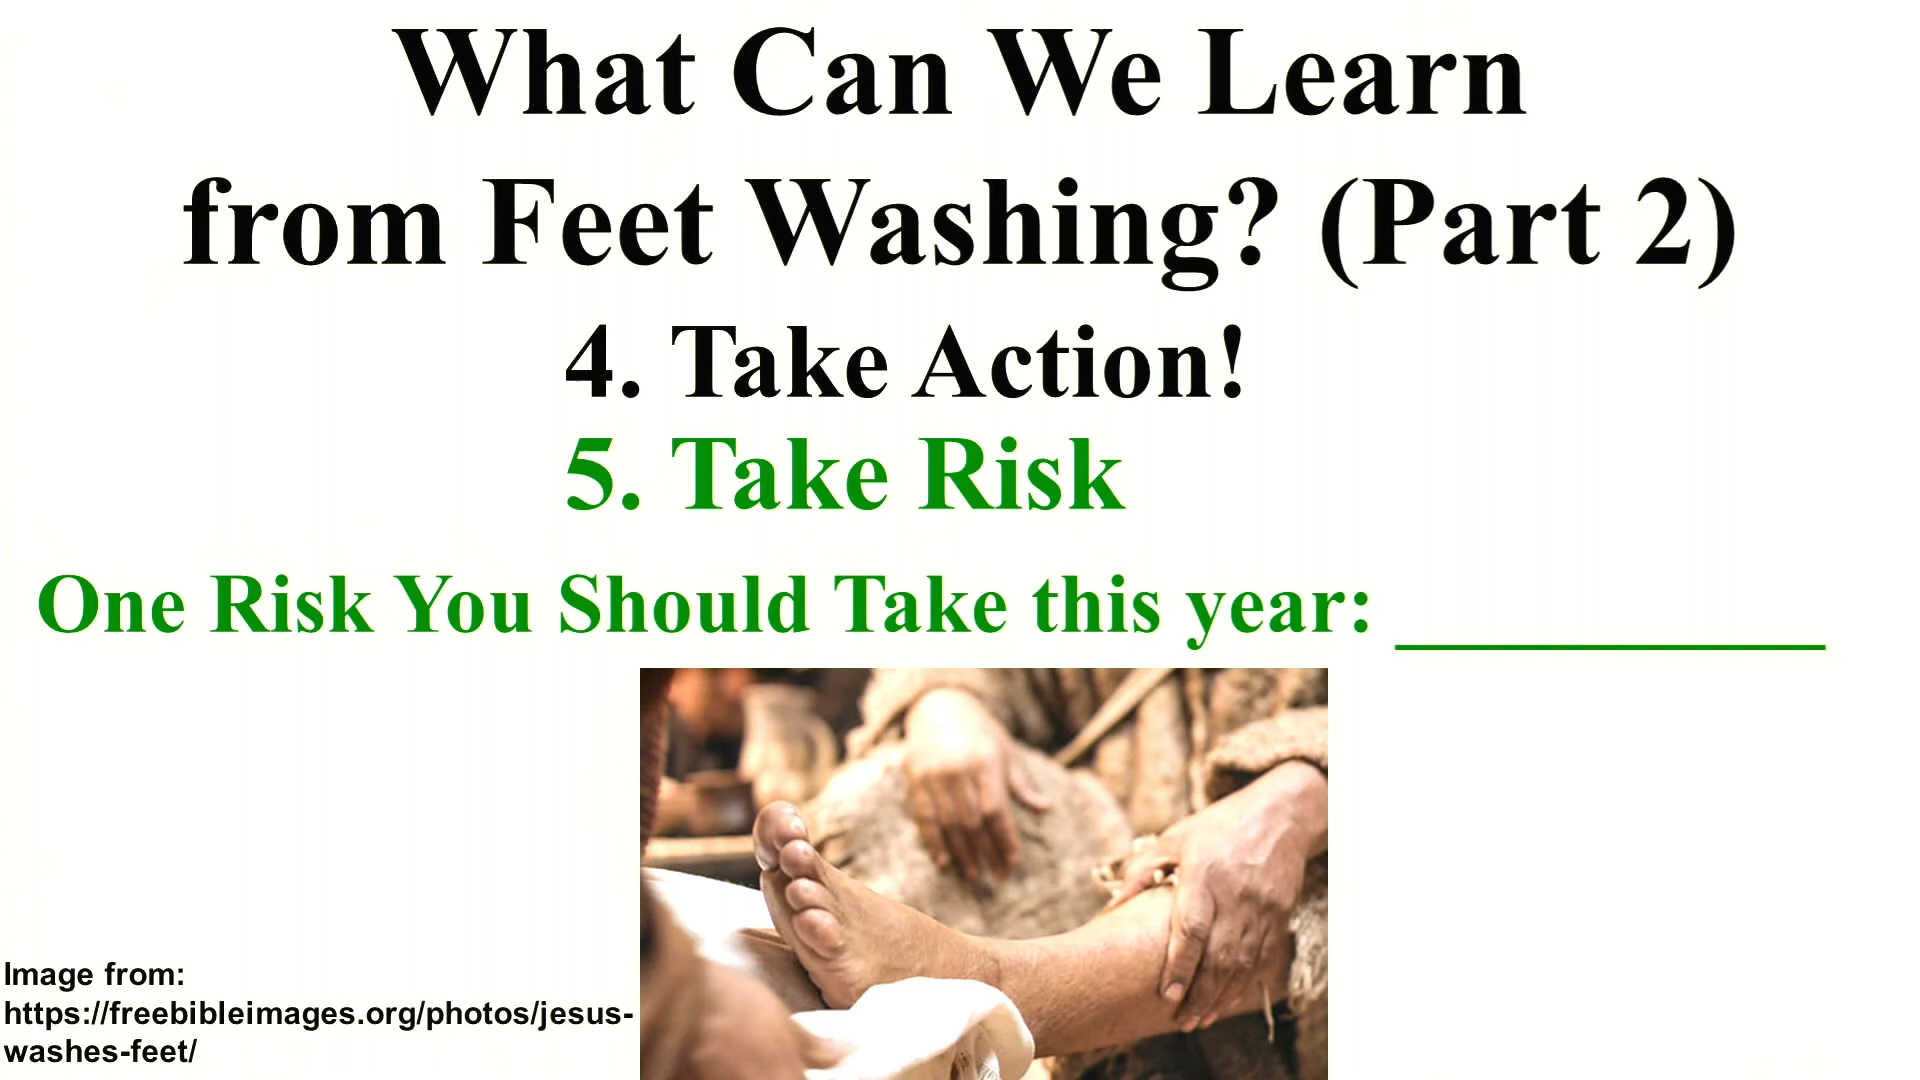 What Can We Learn
from Feet Washing? (Part 2)
4. Take Action!
5. Take Risk
One Risk You Should Take this year: ___________
Image from:
https://freebibleimages.org/photos/jesus-
washes-feet/